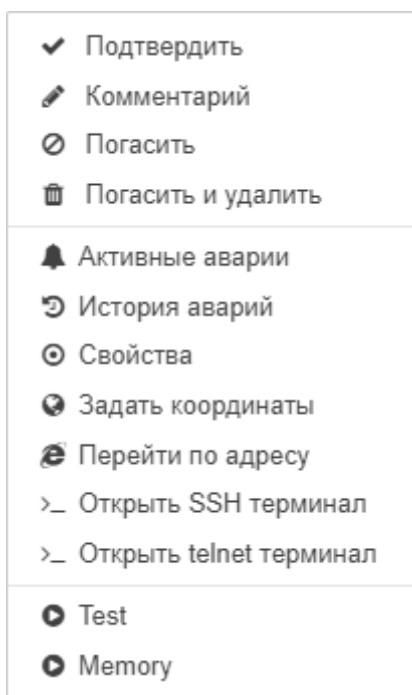 Подтвердить
Комментарий
Погасить
Погасить и удалить
Активные аварии
История аварий
Свойства
Задать координаты
Перейти по адресу
>_ Открыть SSH терминал
>_ Открыть telnet терминал
Test
Memory